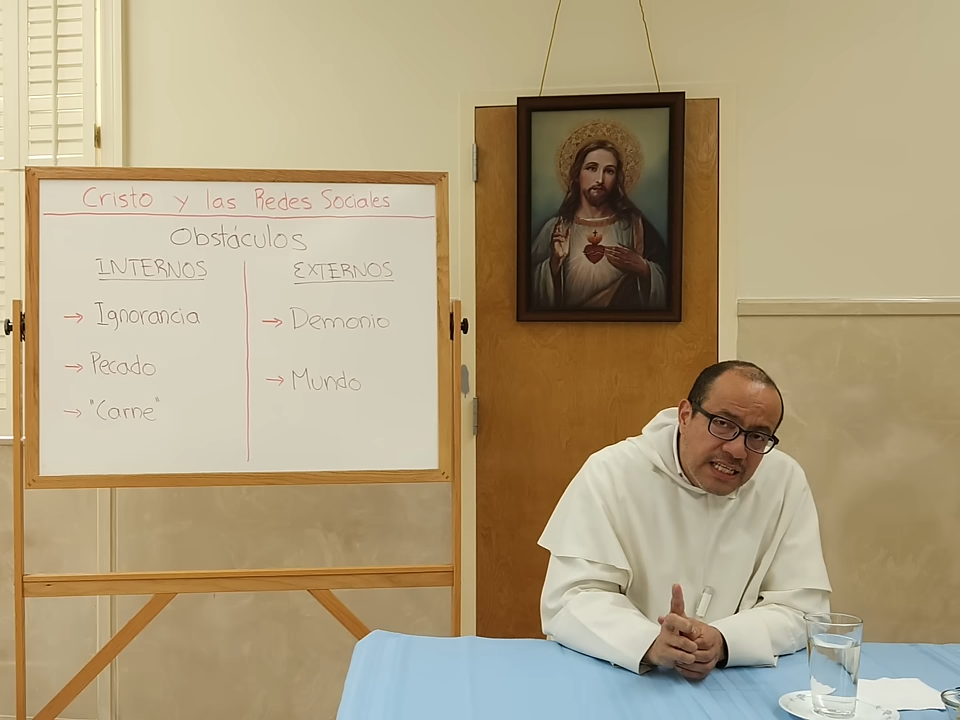 Cristo y las Redes Sociales
Obstáculos
INTERNOS
→ Ignorancia
→ Pecado
→ "Carne"
EXTERNOS
→ Demonio
→ Mundo